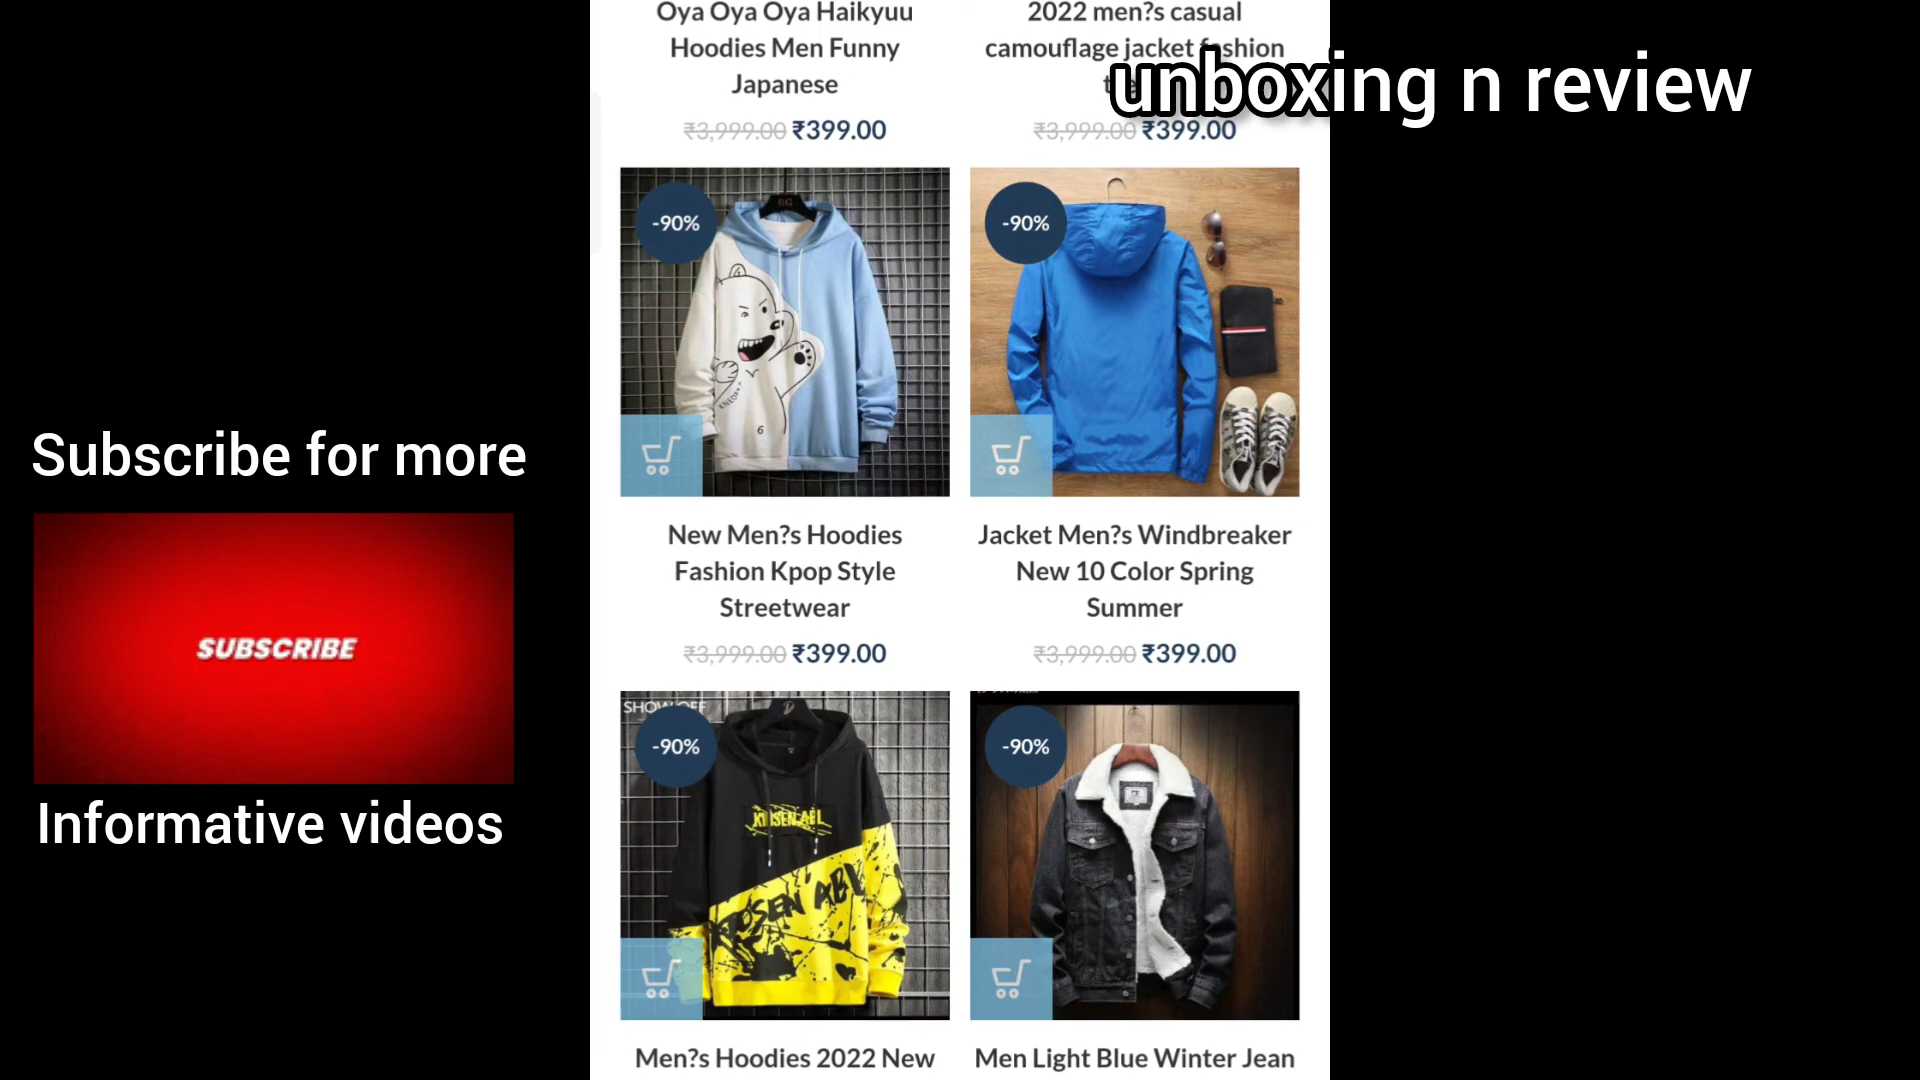 Oya Oya Oya Haikyuu
Hoodies Men Funny
Japanese
₹3,999.00 ₹399.00
2022 men?s casual
camouflage jacket fashion
₹3,999.00 ₹399.00
unboxing n review
-90%
-90%
New Men?s Hoodies
Fashion Kpop Style
Streetwear
₹3,999.00 ₹399.00
Jacket Men?s Windbreaker
New 10 Color Spring
Summer
₹3,999.00 ₹399.00
Subscribe for more
SUBSCRIBE
Informative videos
SHOW OFF
-90%
-90%
Men?s Hoodies 2022 New
Men Light Blue Winter Jean